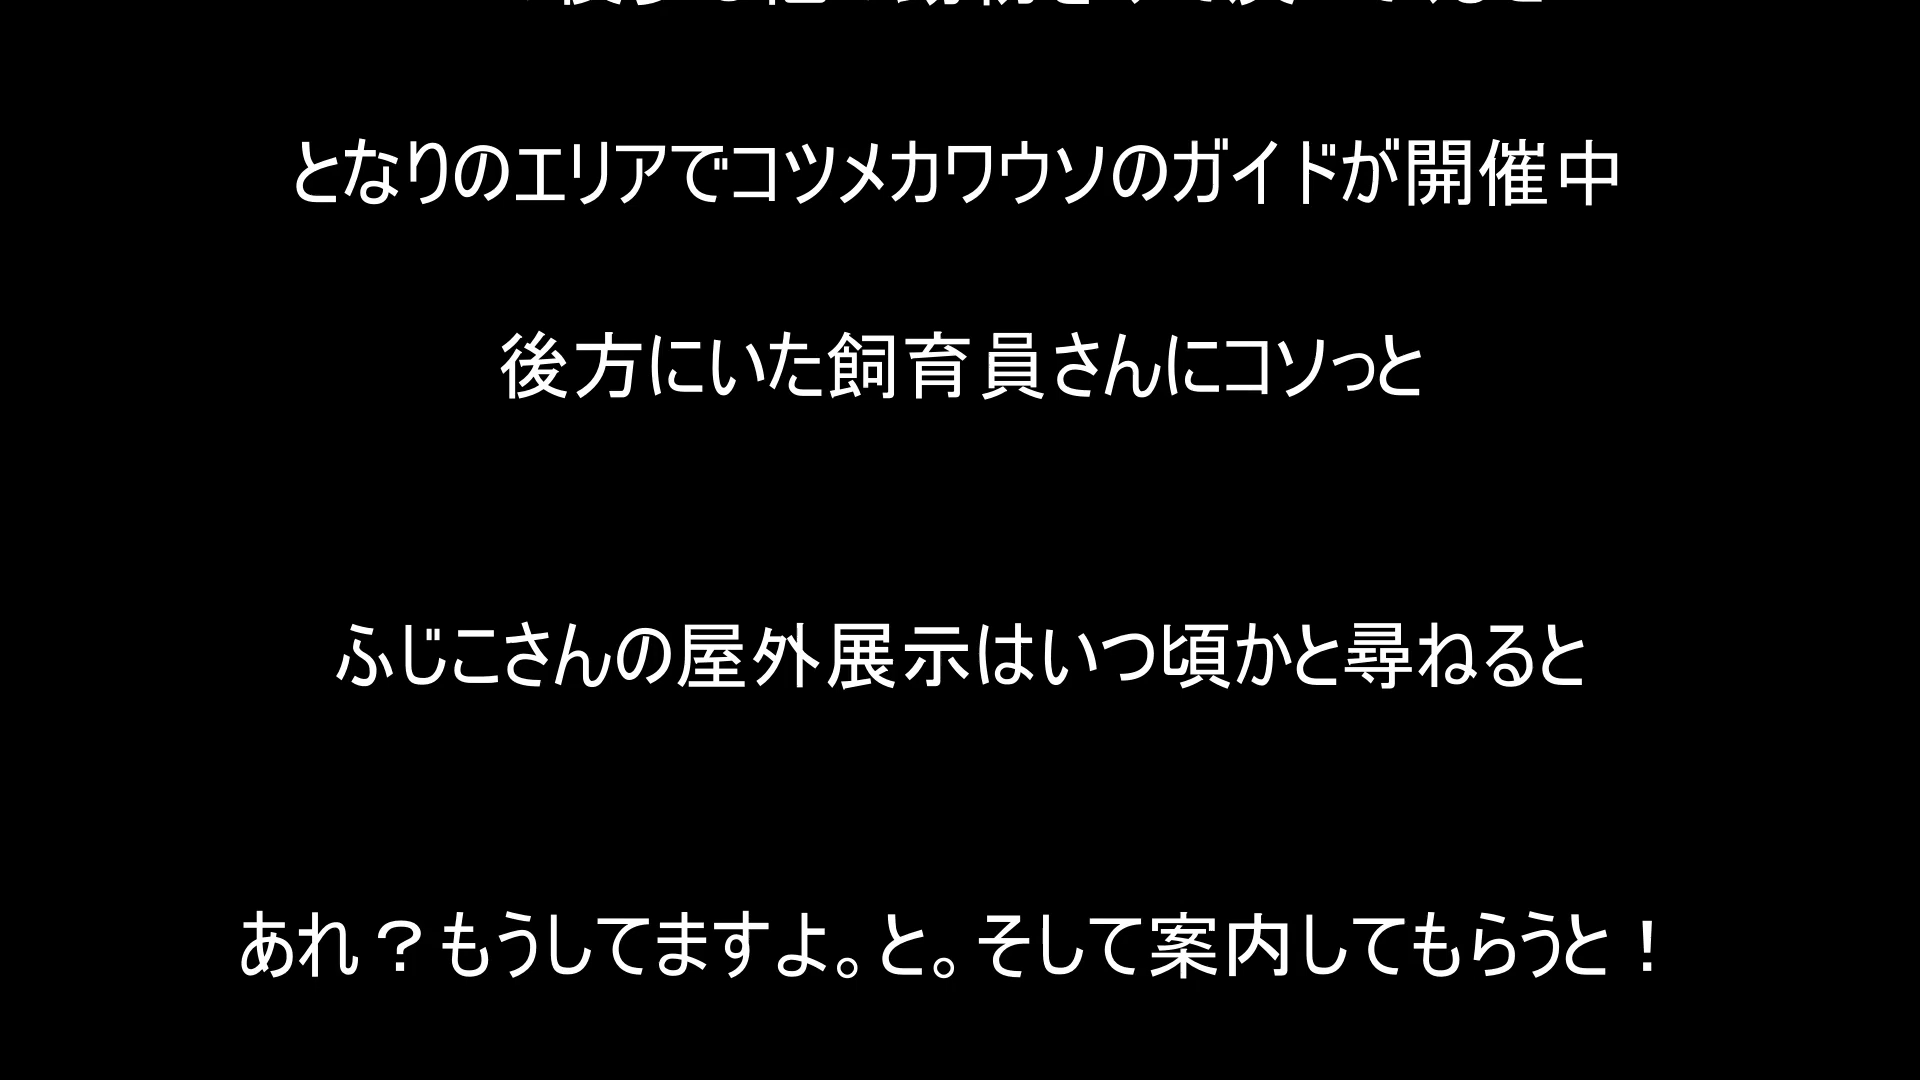 となりのエリアでコツメカワウソのガイドが開催中
後方にいた飼育員さんにコソっと
ふじこさんの屋外展示はいつ頃かと尋ねると
あれ？もうしてますよ。と。そして案内してもらうと！